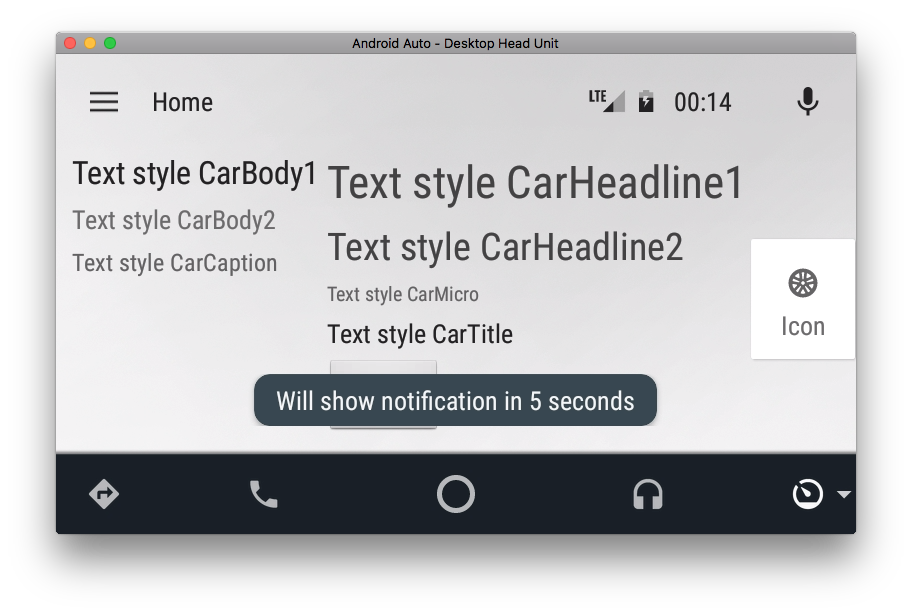 Android Auto - Desktop Head Unit
Home
LTE
00:14
Text style CarBody1
Text style CarBody2
Text style CarCaption
Text style CarHeadline1
Text style CarHeadline2
Text style CarMicro
Text style CarTitle
Icon
Will show notification in 5 seconds